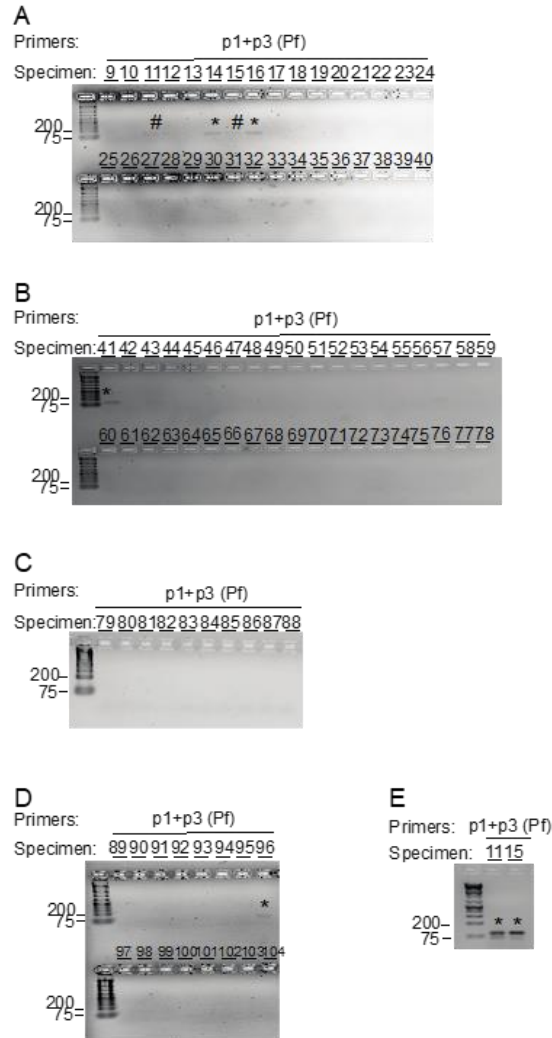 A
Primers: p1+p3 (Pf)
Specimen: 9 10 11 12 13 14 15 16 17 18 19 20 21 22 23 24
# * # *
200
75
25 26 27 28 29 30 31 32 33 34 35 36 37 38 39 40
200
75
B
Primers: p1+p3 (Pf)
Specimen: 41 42 43 44 45 46 47 48 49 50 51 52 53 54 55 56 57 58 59
*
200
75
60 61 62 63 64 65 66 67 68 69 70 71 72 73 74 75 76 77 78
200
75
C
Primers: p1+p3 (Pf)
Specimen: 79 80 81 82 83 84 85 86 87 88
200
75
D
Primers: p1+p3 (Pf)
Specimen: 89 90 91 92 93 94 95 96
*
200
75
97 98 99 100 101 102 103 104
200
75
E
Primers: p1+p3 (Pf)
Specimen: 11 15
* *
200
75